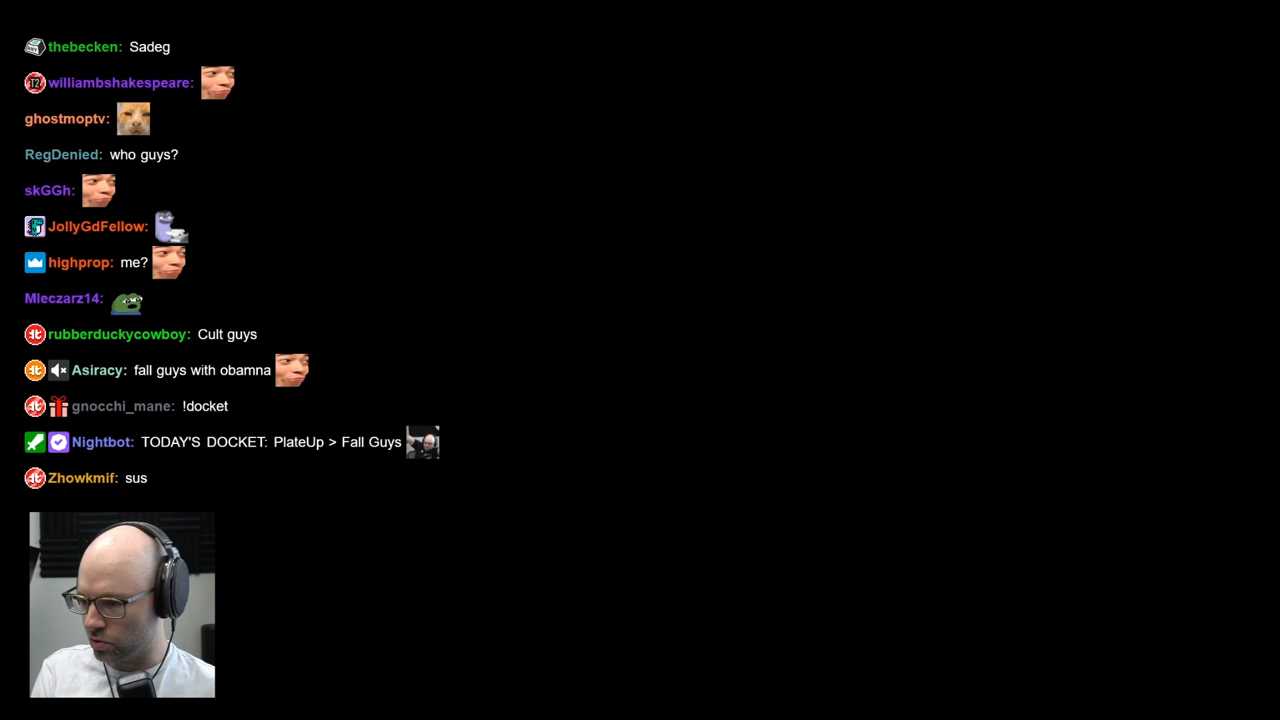 thebecken: Sadeg
T2 williambshakespeare:
ghostmoptv:
RegDenied: who guys?
skGGh:
JollyGdFellow:
highprop: me?
Mleczarz14:
rubberduckycowboy: Cult guys
Asiracy: fall guys with obamna
gnocchi_mane: !docket
Nightbot: TODAY'S DOCKET: PlateUp > Fall Guys
Zhowkmif: sus